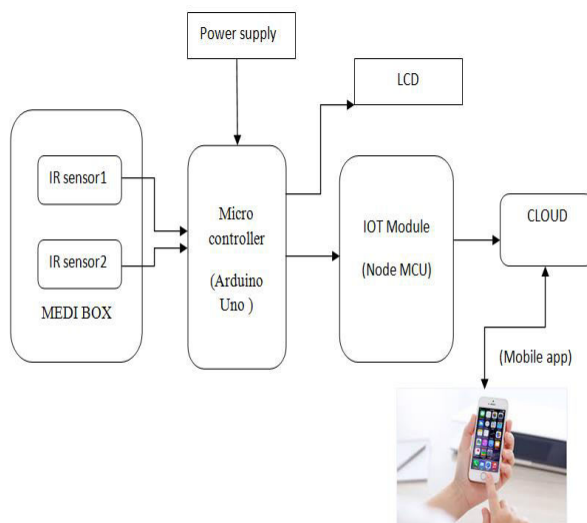 Power supply
LCD
IR sensor1
IR sensor2
MEDI BOX
Micro
controller
(Arduino
Uno )
IOT Module
(Node MCU)
CLOUD
(Mobile app)